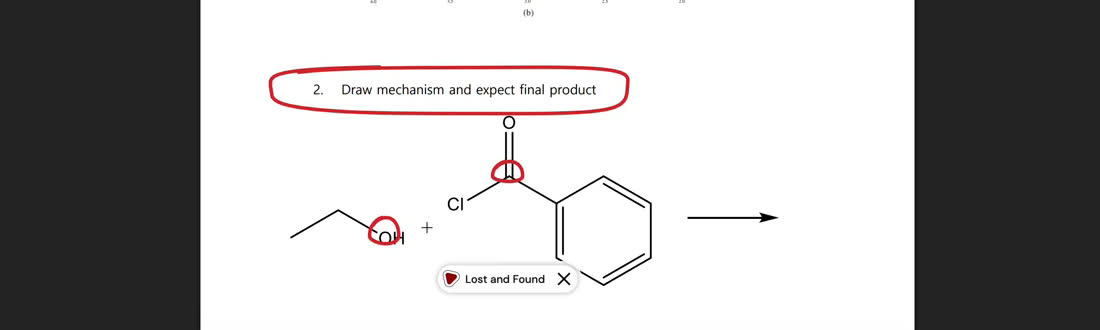 (b)
2. Draw mechanism and expect final product
O
Cl
OH
+
Lost and Found